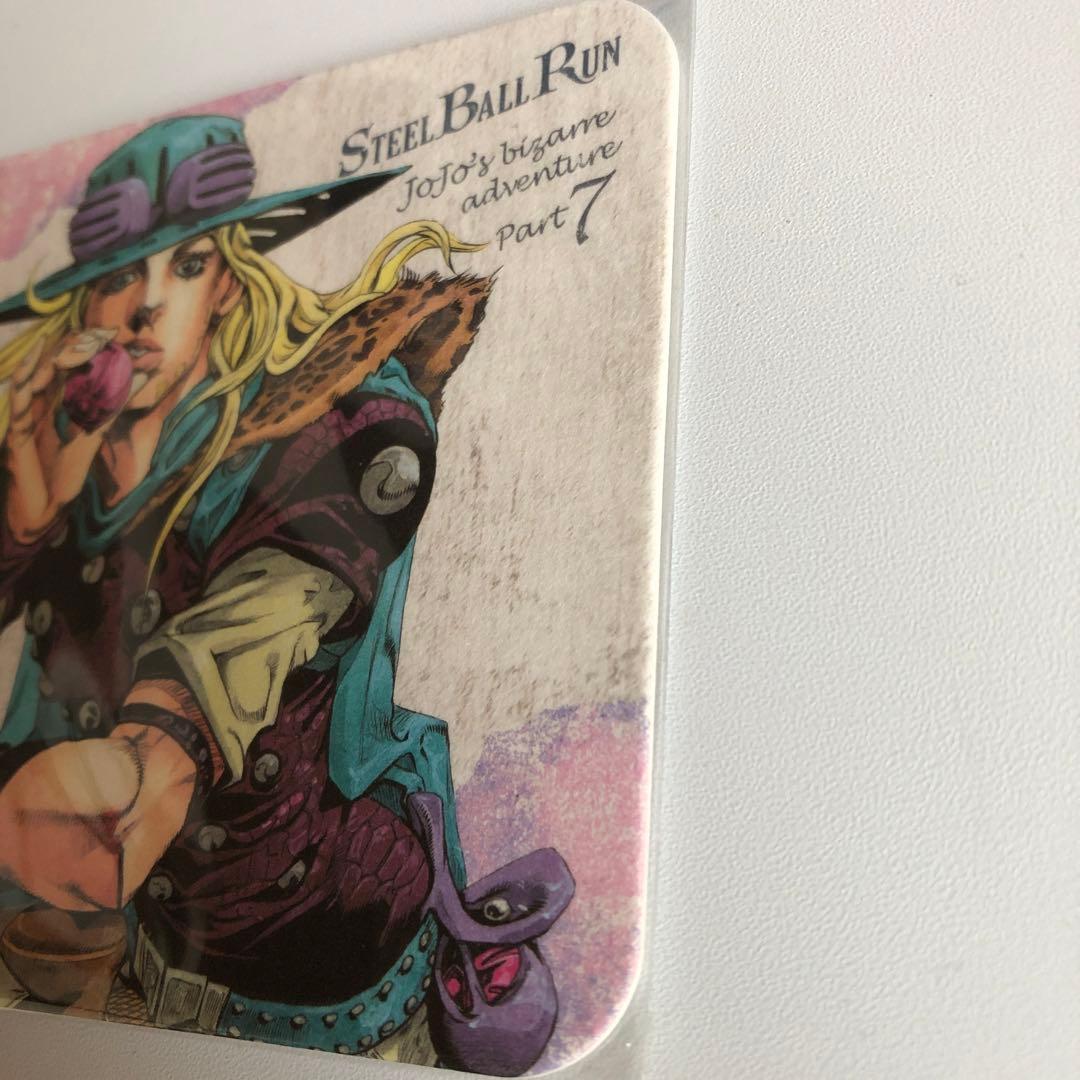 STEEL BALL RUN
JoJo's bizarre
adventure
Part 7